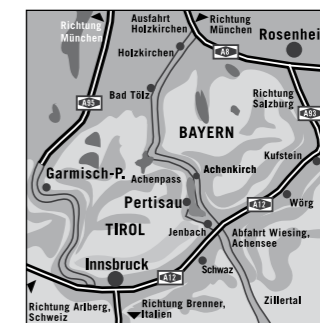 Richtung
München
Ausfahrt
Holzkirchen
Richtung
München
Rosenhei
Holzkirchen
A8
Richtung
Salzburg
A95
Bad Tölz
A93
BAYERN
Kufstein
Garmisch-P.
Achenpass
Achenkirch
Pertisau
A12
Wörg
TIROL
Jenbach
Abfahrt Wiesing,
Achensee
Innsbruck
A12
Schwaz
Zillertal
Richtung Arlberg,
Schweiz
Richtung Brenner,
Italien